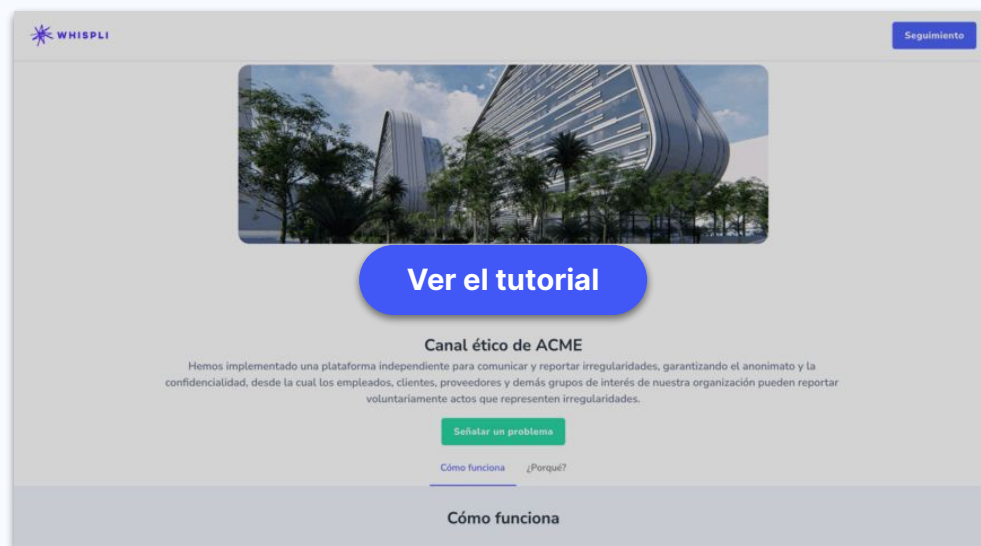 WHISPLI
Seguimiento
Ver el tutorial
Canal ético de ACME
Hemos implementado una plataforma independiente para comunicar y reportar irregularidades, garantizando el anonimato y la
confidencialidad, desde la cual los empleados, clientes, proveedores y demás grupos de interés de nuestra organización pueden reportar
voluntariamente actos que representen irregularidades.
Señalar un problema
Cómo funciona ¿Porqué?
Cómo funciona